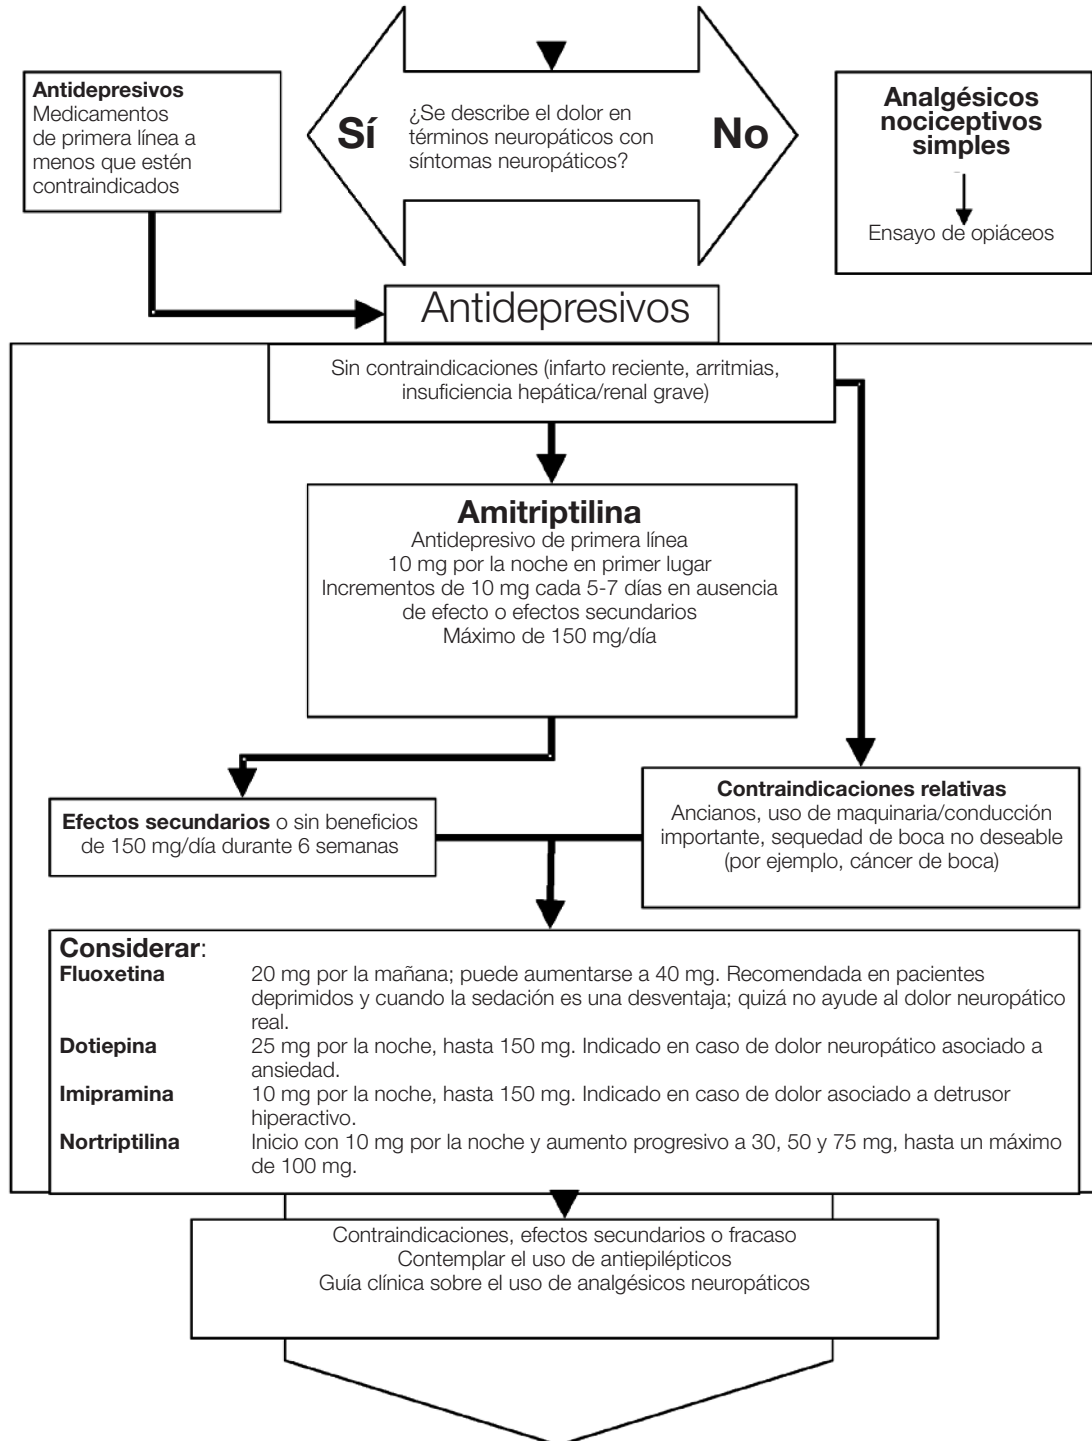 Antidepresivos
Medicamentos
de primera línea a
menos que estén
contraindicados
Sí
¿Se describe el dolor en
términos neuropáticos con
síntomas neuropáticos?
No
Analgésicos
nociceptivos
simples
Ensayo de opiáceos
Antidepresivos
Sin contraindicaciones (infarto reciente, arritmias,
insuficiencia hepática/renal grave)
Amitriptilina
Antidepresivo de primera línea
10 mg por la noche en primer lugar
Incrementos de 10 mg cada 5-7 días en ausencia
de efecto o efectos secundarios
Máximo de 150 mg/día
Efectos secundarios o sin beneficios
de 150 mg/día durante 6 semanas
Contraindicaciones relativas
Ancianos, uso de maquinaria/conducción
importante, sequedad de boca no deseable
(por ejemplo, cáncer de boca)
Considerar:
Fluoxetina 20 mg por la mañana; puede aumentarse a 40 mg. Recomendada en pacientes
deprimidos y cuando la sedación es una desventaja; quizá no ayude al dolor neuropático
real.
Dotiepina 25 mg por la noche, hasta 150 mg. Indicado en caso de dolor neuropático asociado a
ansiedad.
Imipramina 10 mg por la noche, hasta 150 mg. Indicado en caso de dolor asociado a detrusor
hiperactivo.
Nortriptilina Inicio con 10 mg por la noche y aumento progresivo a 30, 50 y 75 mg, hasta un máximo
de 100 mg.
Contraindicaciones, efectos secundarios o fracaso
Contemplar el uso de antiepilépticos
Guía clínica sobre el uso de analgésicos neuropáticos